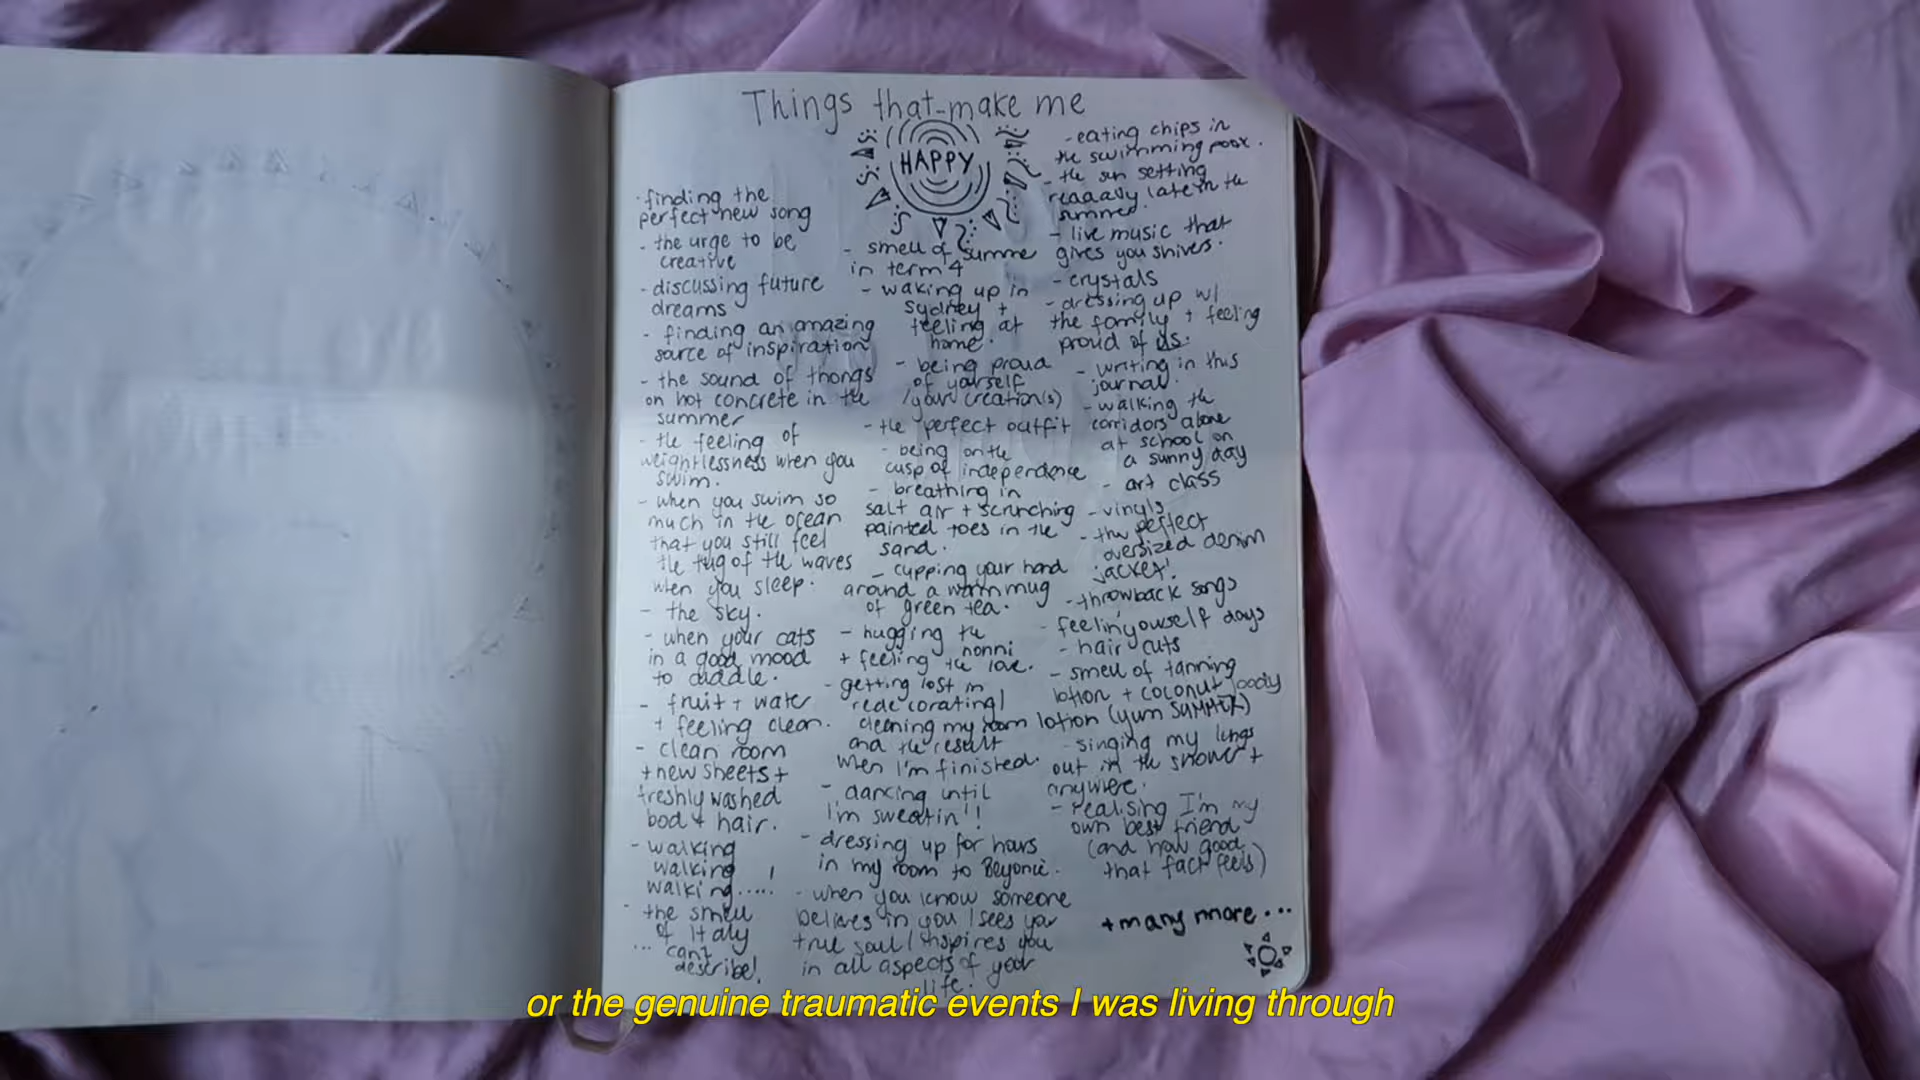 Things that make me
HAPPY
- finding the
perfect new song
- the urge to be
creative
- discussing future
dreams
- finding an amazing
source of inspiration
- the sound of thongs
on hot concrete in the
summer
- the feeling of
weightlessness when you
swim.
- when you swim so
much in the ocean
that you still feel
the tug of the waves
when you sleep.
- the sky.
- when your cats
in a good mood
to cuddle.
- fruit + water
+ feeling clean.
- clean room
+ new sheets +
freshly washed
bod + hair.
- walking
walking !
walking.....
- the smell
of Italy
... can't
describe!
- smell of summe
in term 4
- waking up in
Sydney +
feeling at
home.
- being proud
of yourself
/your creation(s)
- the perfect outfit
- being on the
cusp of independence
- breathing in
salt air + scrunching
painted toes in the
sand.
- cupping your hand
around a warm mug
of green tea.
- hugging the
nonni
+ feeling the love.
- getting lost in
redecorating/
cleaning my room
and the result
when I'm finished.
- dancing until
I'm sweatin'!
- dressing up for hours
in my room to Beyonce.
- when you know someone
believes in you / sees your
true soul / inspires you
in all aspects of your
life.
- eating chips in
the swimming pool.
- the sun setting
reaaally late in the
summer.
- live music that
gives you shivers.
- crystals
- dressing up w/
the family + feeling
proud of us.
- writing in this
journal.
- walking the
corridors alone
at school on
a sunny day
- art class
- vinyls
- the perfect
oversized denim
jacket!
- throwback songs
- feelin yourself days
- hair cuts
- smell of tanning
lotion + coconut body
lotion (yum SUMMER)
- singing my lungs
out in the shower +
anywhere.
- realising I'm my
own best friend
(and how good
that fact feels)
+ many more...
or the genuine traumatic events I was living through